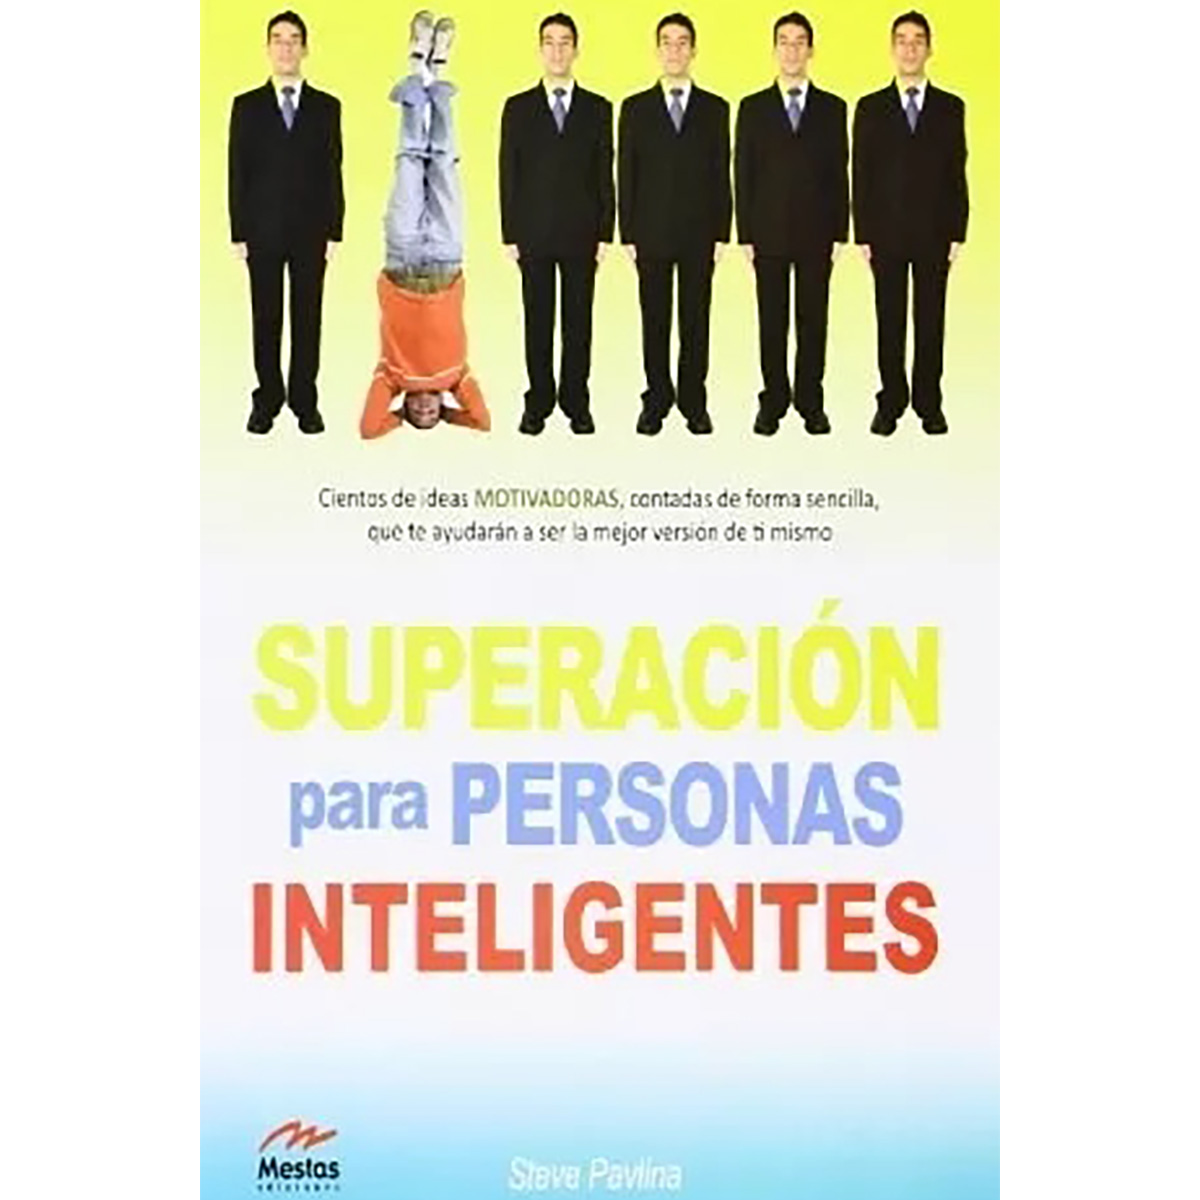 Cientos de ideas MOTIVADORAS, contadas de forma sencilla,
que te ayudarán a ser la mejor versión de ti mismo
SUPERACIÓN
para PERSONAS
INTELIGENTES
Mestas
ediciones
Steve Pavlina